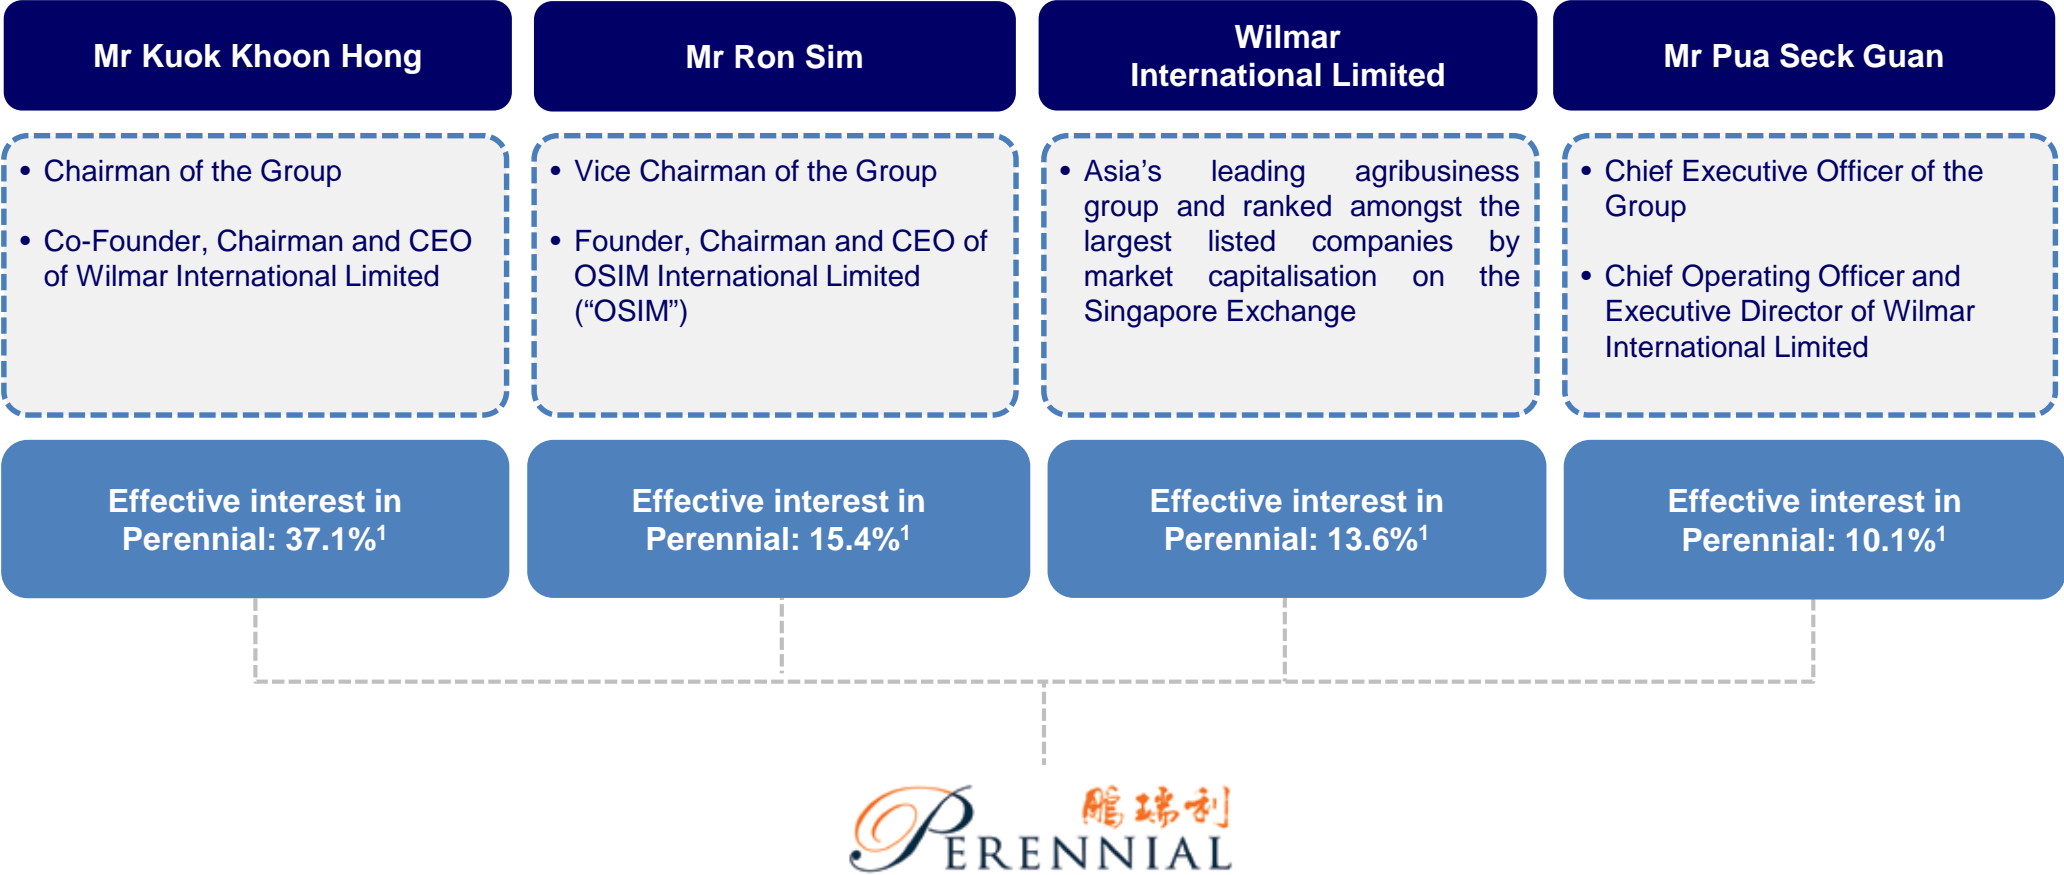 Mr Kuok Khoon Hong
Mr Ron Sim
Wilmar
International Limited
Mr Pua Seck Guan
• Chairman of the Group
• Co-Founder, Chairman and CEO
of Wilmar International Limited
• Vice Chairman of the Group
• Founder, Chairman and CEO of
OSIM International Limited
(“OSIM”)
• Asia’s leading agribusiness
group and ranked amongst the
largest listed companies by
market capitalisation on the
Singapore Exchange
• Chief Executive Officer of the
Group
• Chief Operating Officer and
Executive Director of Wilmar
International Limited
Effective interest in
Perennial: 37.1%¹
Effective interest in
Perennial: 15.4%¹
Effective interest in
Perennial: 13.6%¹
Effective interest in
Perennial: 10.1%¹
鹏瑞利
PERENNIAL